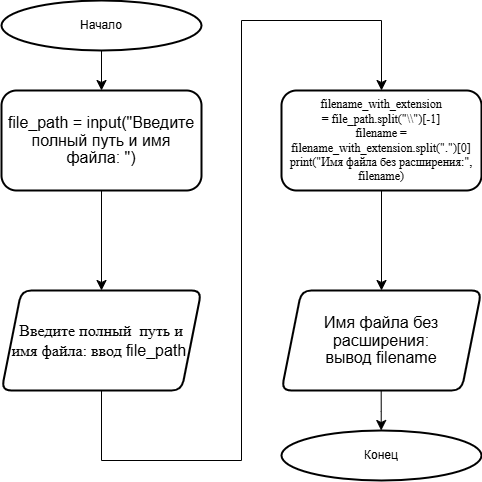 Начало
file_path = input("Введите
полный путь и имя
файла: ")
Введите полный  путь и
имя файла: ввод file_path
filename_with_extension
= file_path.split("\\")[-1]
filename =
filename_with_extension.split(".")[0]
print("Имя файла без расширения:",
filename)
Имя файла без
расширения:
вывод filename
Конец